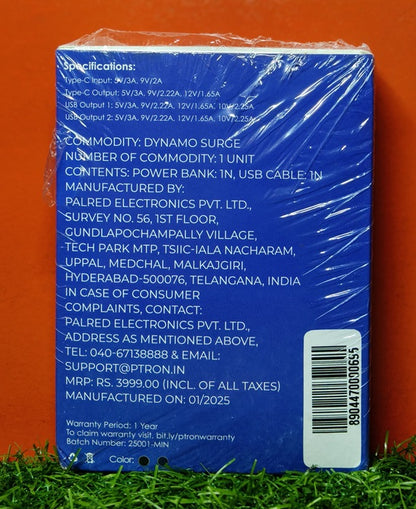 Specifications:
Type-C Input: 5V/3A, 9V/2A
Type-C Output: 5V/3A, 9V/2.22A, 12V/1.65A
USB Output 1: 5V/3A, 9V/2.22A, 12V/1.65A, 10V/2.25A
USB Output 2: 5V/3A, 9V/2.22A, 12V/1.65A, 10V/2.25A
COMMODITY: DYNAMO SURGE
NUMBER OF COMMODITY: 1 UNIT
CONTENTS: POWER BANK: 1N, USB CABLE: 1N
MANUFACTURED BY:
PALRED ELECTRONICS PVT. LTD.,
SURVEY NO. 56, 1ST FLOOR,
GUNDLAPOCHAMPALLY VILLAGE,
TECH PARK MTP, TSIIC-IALA NACHARAM,
UPPAL, MEDCHAL, MALKAJGIRI,
HYDERABAD-500076, TELANGANA, INDIA
IN CASE OF CONSUMER
COMPLAINTS, CONTACT:
PALRED ELECTRONICS PVT. LTD.,
ADDRESS AS MENTIONED ABOVE,
TEL: 040-67138888 & EMAIL:
SUPPORT@PTRON.IN
MRP: RS. 3999.00 (INCL. OF ALL TAXES)
MANUFACTURED ON: 01/2025
Warranty Period: 1 Year
To claim warranty visit. bit.ly/ptronwarranty
Batch Number: 25001-MIN
Color:
8904470000655